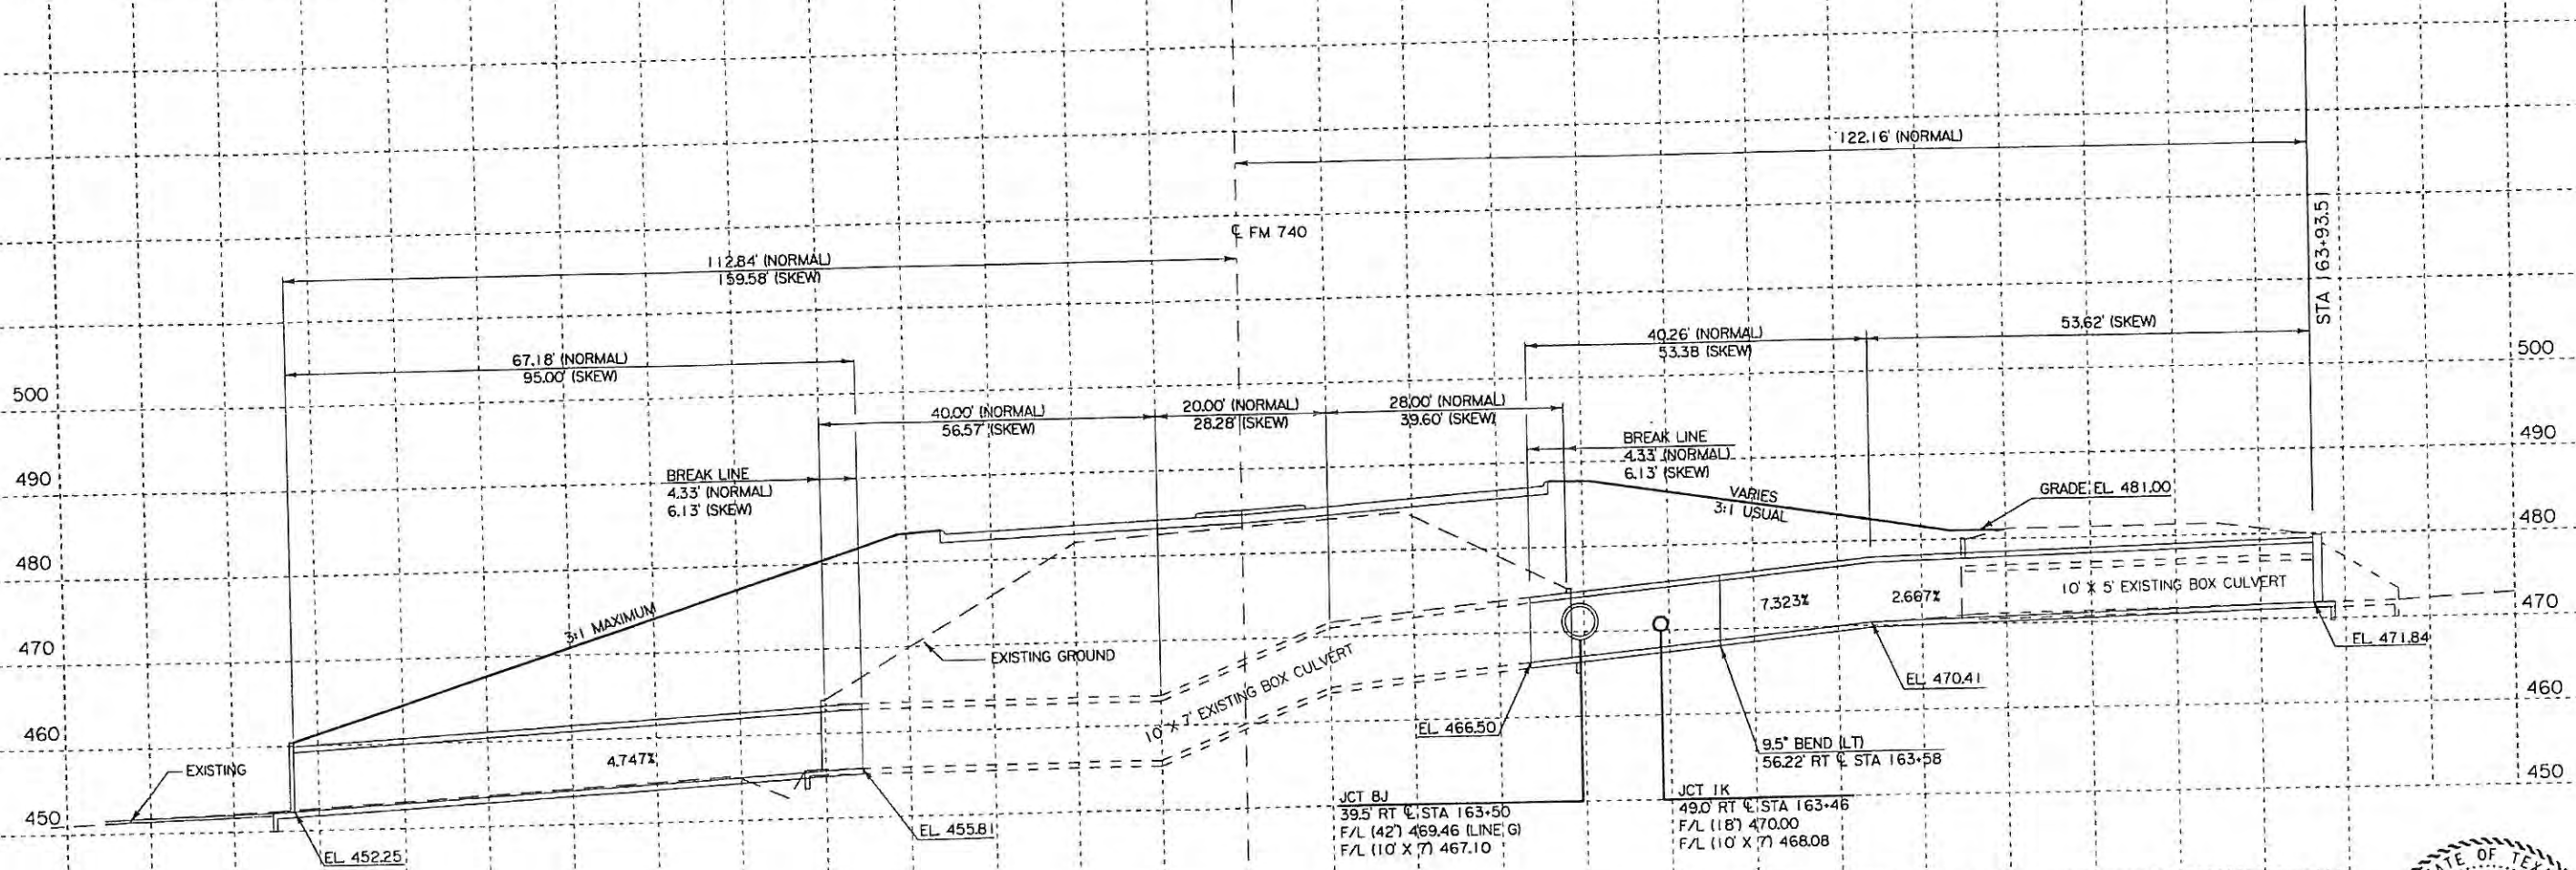 122.16' (NORMAL)
℄ FM 740
STA 163+93.51
112.84' (NORMAL)
159.58' (SKEW)
67.18' (NORMAL)
95.00' (SKEW)
40.26' (NORMAL)
53.38 (SKEW)
53.62' (SKEW)
500
500
40.00' (NORMAL)
56.57' (SKEW)
20.00' (NORMAL)
28.28' (SKEW)
28.00' (NORMAL)
39.60' (SKEW)
BREAK LINE
4.33' (NORMAL)
6.13' (SKEW)
BREAK LINE
4.33' (NORMAL)
6.13' (SKEW)
490
490
GRADE EL 481.00
VARIES
3:1 USUAL
480
480
3:1 MAXIMUM
EXISTING GROUND
10' X 7' EXISTING BOX CULVERT
7.323%
2.667%
10' X 5' EXISTING BOX CULVERT
470
470
EL 471.84
EL 470.41
460
460
EL 466.50
4.747%
EXISTING
9.5° BEND (LT)
56.22' RT ℄ STA 163+58
450
450
EL 452.25
EL 455.81
JCT BJ
39.5' RT ℄ STA 163+50
F/L (42") 469.46 (LINE G)
F/L (10' X 7') 467.10
JCT 1K
49.0' RT ℄ STA 163+46
F/L (18") 470.00
F/L (10' X 7') 468.08
OF